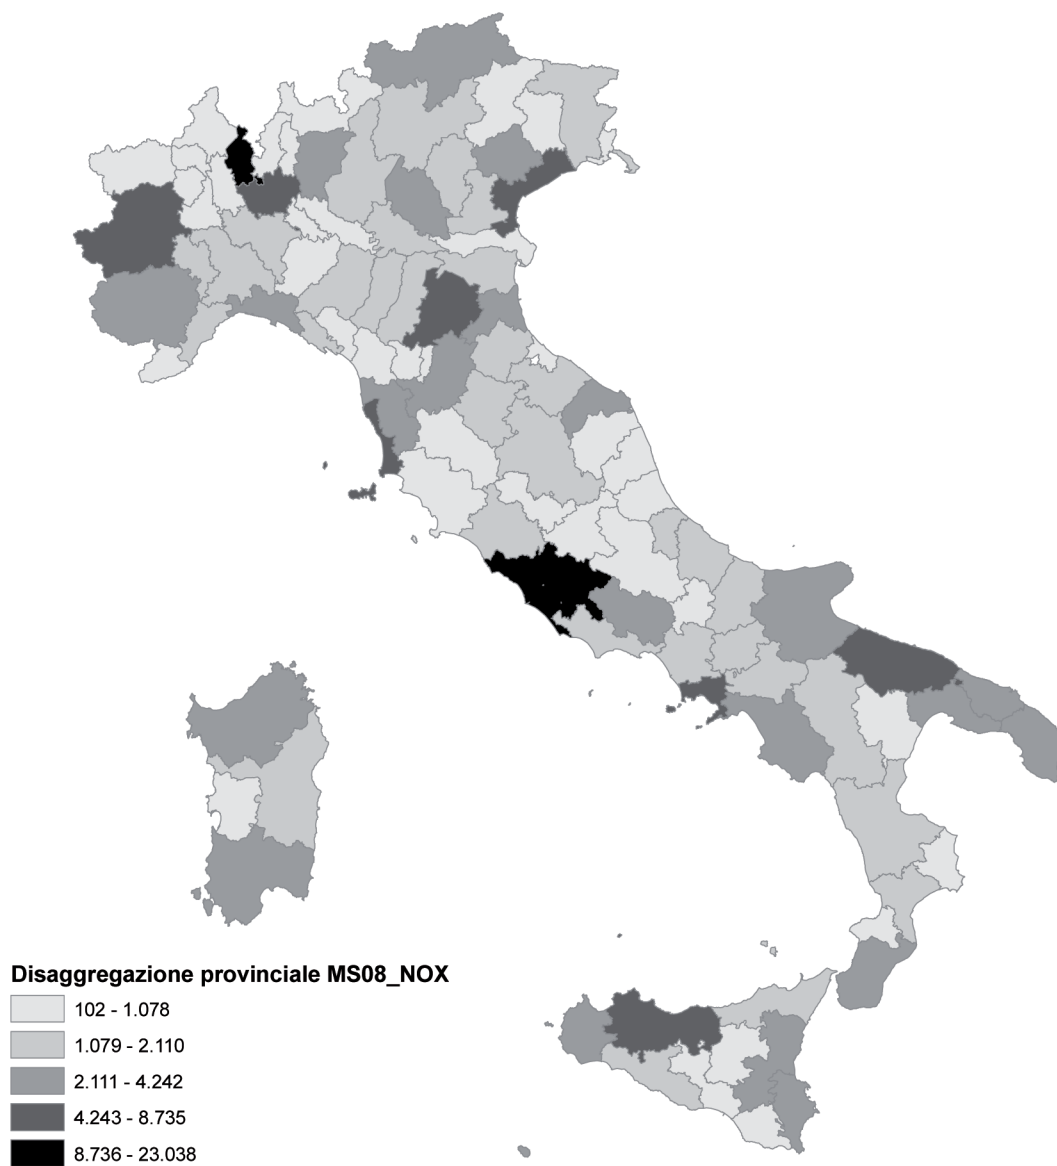 Disaggregazione provinciale MS08_NOX
102 - 1.078
1.079 - 2.110
2.111 - 4.242
4.243 - 8.735
8.736 - 23.038